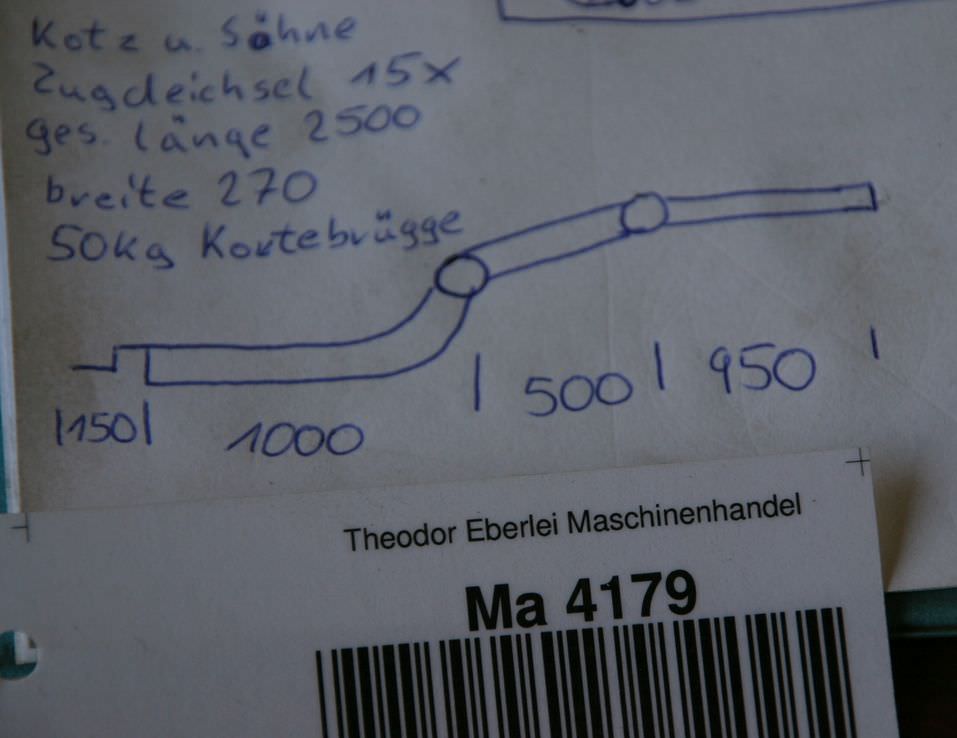 Kotz u. Söhne
Zugdeichsel 15x
ges. länge 2500
breite 270
50kg Kortebrügge
|150| 1000 | 500 | 950 |
Theodor Eberlei Maschinenhandel
Ma 4179